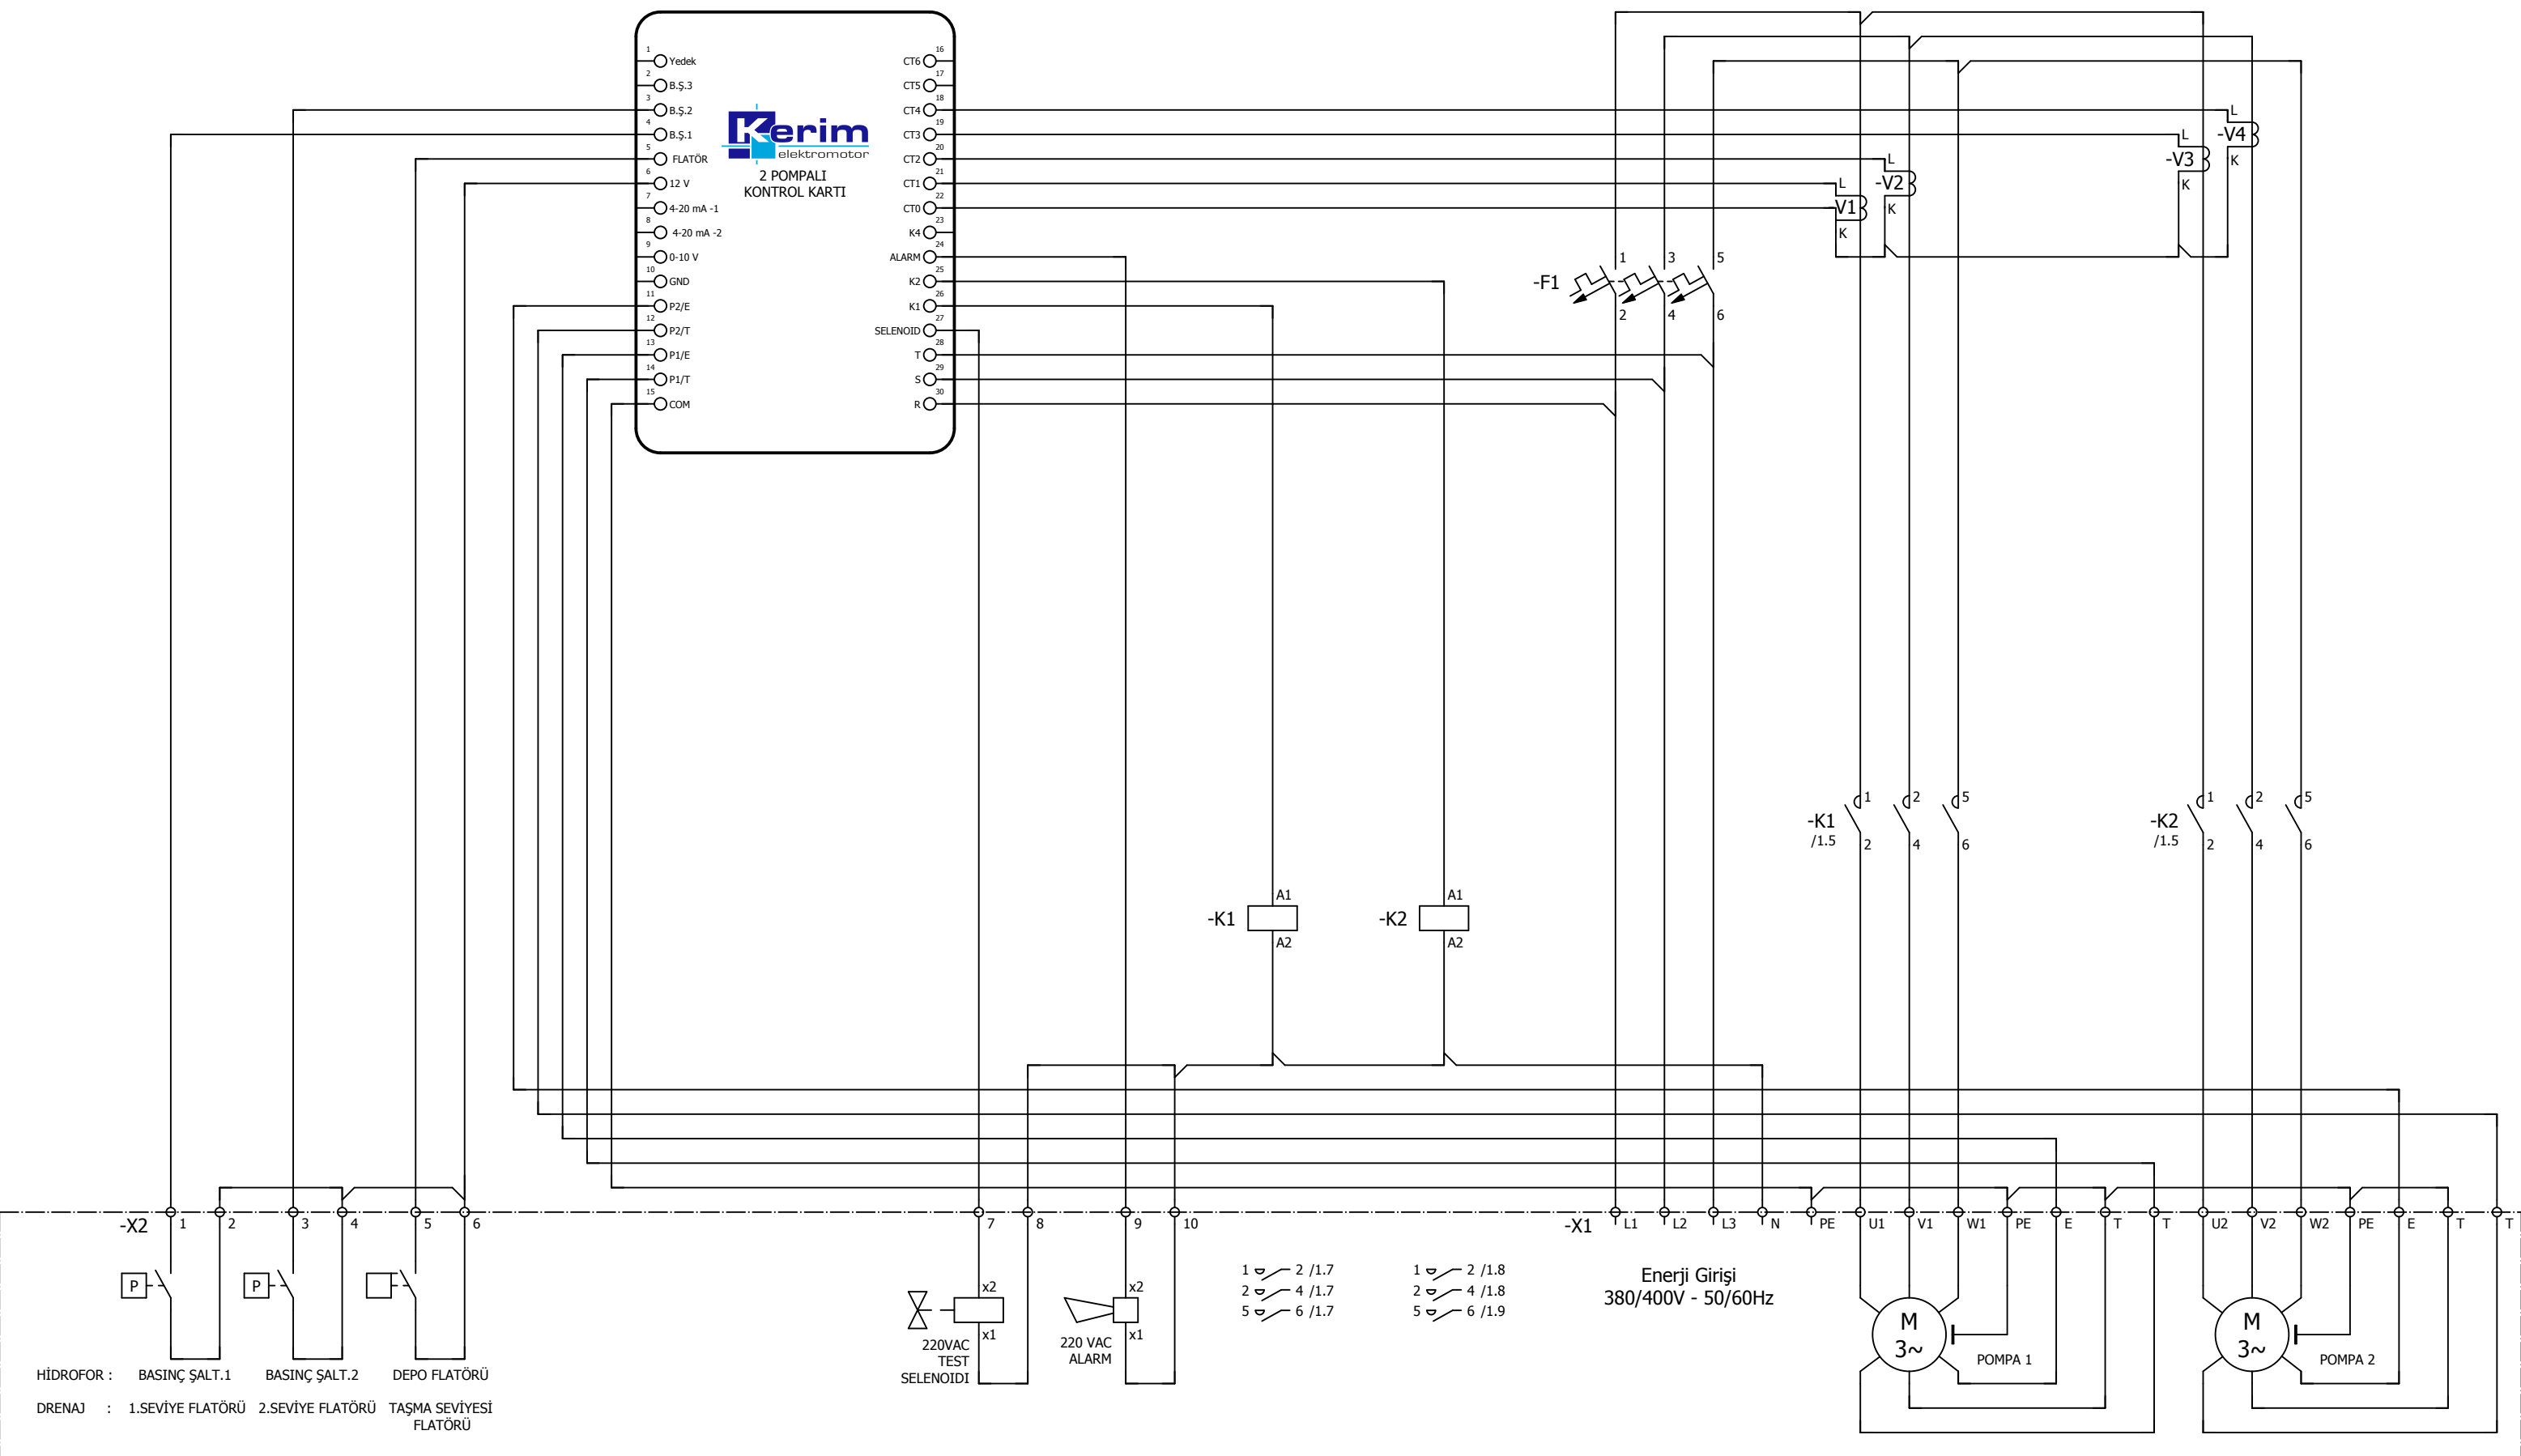 1
Yedek
2
B.Ş.3
3
B.Ş.2
4
B.Ş.1
5
FLATÖR
6
12 V
7
4-20 mA -1
8
4-20 mA -2
9
0-10 V
10
GND
11
P2/E
12
P2/T
13
P1/E
14
P1/T
15
COM
Kerim
elektromotor
2 POMPALI
KONTROL KARTI
16
CT6
17
CT5
18
CT4
19
CT3
20
CT2
21
CT1
22
CT0
23
K4
24
ALARM
25
K2
26
K1
27
SELENOID
28
T
29
S
30
R
L
-V4
K
L
-V3
K
L
-V2
K
L
-V1
K
-F1
1 3 5
2 4 6
-K1
/1.5
1 2 5
2 4 6
-K2
/1.5
1 2 5
2 4 6
A1
-K1
A2
A1
-K2
A2
-X2 1 2 3 4 5 6 7 8 9 10
-X1 L1 L2 L3 N PE U1 V1 W1 PE E T T U2 V2 W2 PE E T T
P
P
x2
x1
220VAC
TEST
SELENOIDI
x2
x1
220 VAC
ALARM
1 2 /1.7
2 4 /1.7
5 6 /1.7
1 2 /1.8
2 4 /1.8
5 6 /1.9
Enerji Girişi
380/400V - 50/60Hz
M
3~
POMPA 1
M
3~
POMPA 2
HİDROFOR : BASINÇ ŞALT.1 BASINÇ ŞALT.2 DEPO FLATÖRÜ
DRENAJ : 1.SEVİYE FLATÖRÜ 2.SEVİYE FLATÖRÜ TAŞMA SEVİYESİ
FLATÖRÜ